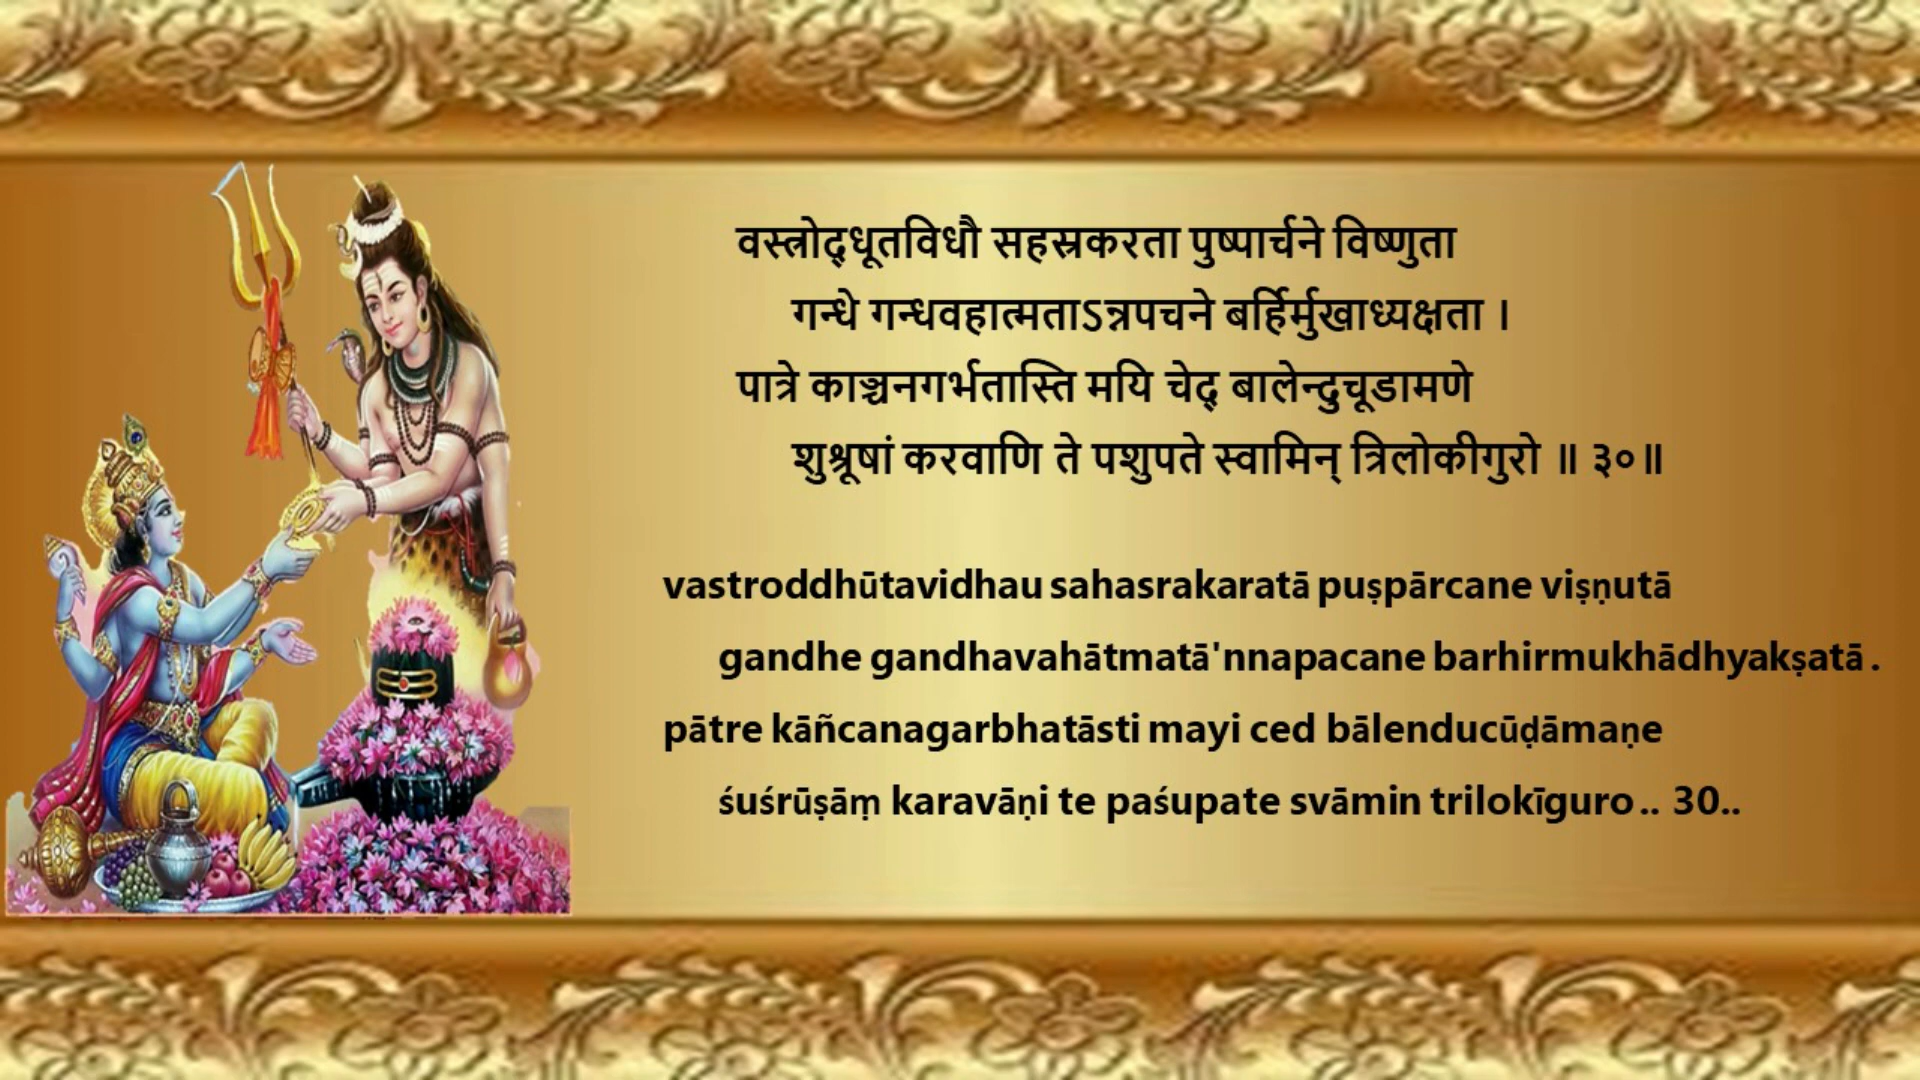 वस्त्रोद्धूतविधौ सहस्रकरता पुष्पार्चने विष्णुता
गन्धे गन्धवहात्मताऽन्नपचने बर्हिर्मुखाध्यक्षता ।
पात्रे काञ्चनगर्भतास्ति मयि चेद् बालेन्दुचूडामणे
शुश्रूषां करवाणि ते पशुपते स्वामिन् त्रिलोकीगुरो ॥ ३०॥
vastroddhūtavidhau sahasrakaratā puṣpārcane viṣṇutā
gandhe gandhavahātmatā'nnapacane barhirmukhādhyakṣatā .
pātre kāñcanagarbhatāsti mayi ced bālenducūḍāmaṇe
śuśrūṣāṃ karavāṇi te paśupate svāmin trilokīguro .. 30..